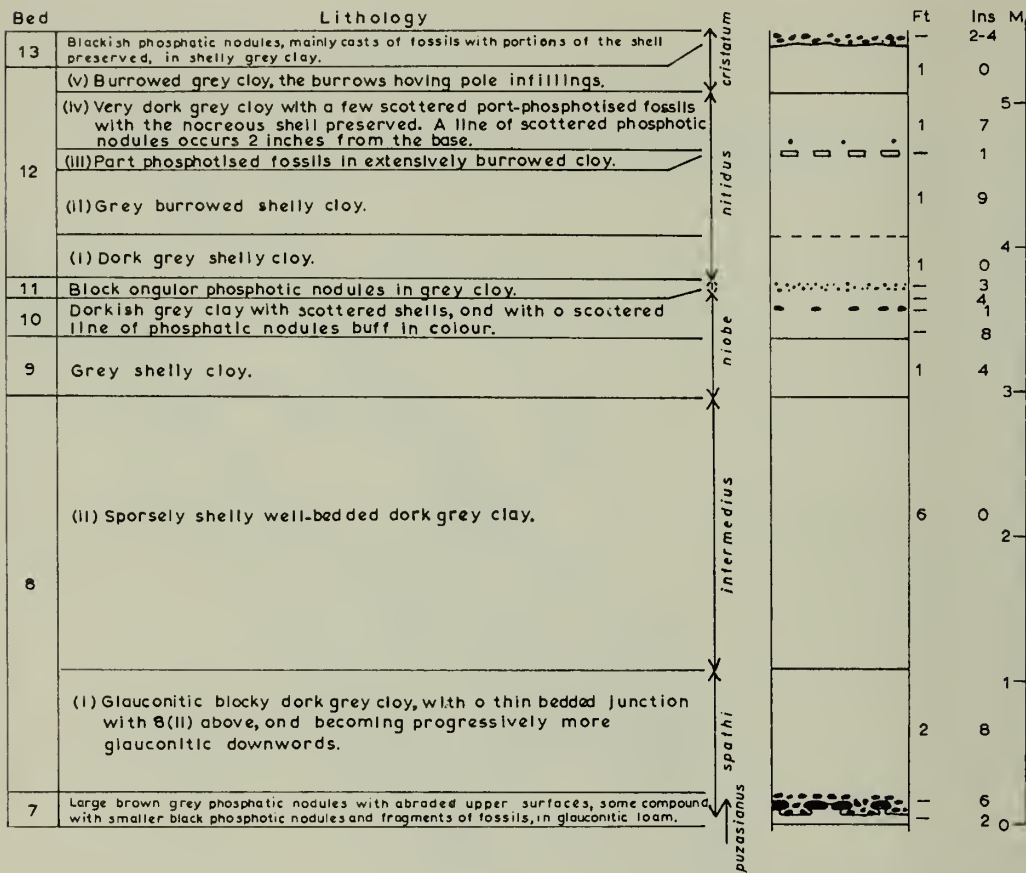 Bed Lithology Ft Ins M
13 Blackish phosphatic nodules, mainly casts of fossils with portions of the shell
preserved, in shelly grey clay.
cristatum
— 2-4
(v) Burrowed grey cloy, the burrows hoving pole infillings.
1 0
12
(iv) Very dork grey cloy with a few scottered port-phosphotised fossils
with the nocreous shell preserved. A line of scottered phosphotic
nodules occurs 2 inches from the base.
5
1 7
(iii) Part phosphotised fossils in extensively burrowed cloy.
— 1
nitidus
(ii) Grey burrowed shelly cloy.
1 9
(i) Dork grey shelly cloy.
4
1 0
11 Block ongulor phosphotic nodules in grey cloy.
— 3
10 Dorkish grey clay with scottered shells, ond with o scottered
line of phosphatic nodules buff in colour.
— 4
— 1
— 8
niobe
9 Grey shelly cloy.
1 4
3
8
(ii) Sporsely shelly well-bedded dork grey clay.
intermedius
6 0
2
(i) Glauconitic blocky dork grey cloy, with o thin bedded junction
with 8(ii) above, ond becoming progressively more
glauconitic downwords.
spathi
1
2 8
7 Large brown grey phosphatic nodules with abraded upper surfaces, some compound
with smaller black phosphotic nodules and fragments of fossils, in glauconitic loam.
— 6
— 2
0
puzosianus